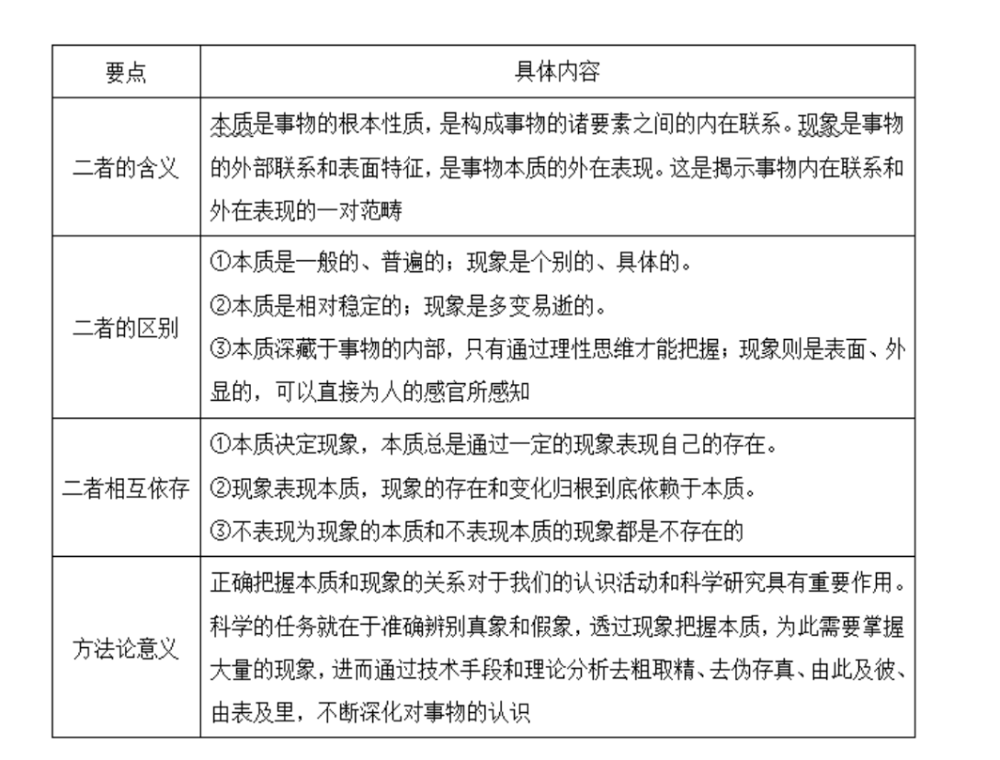 要点
具体内容
二者的含义
本质是事物的根本性质，是构成事物的诸要素之间的内在联系。现象是事物
的外部联系和表面特征，是事物本质的外在表现。这是揭示事物内在联系和
外在表现的一对范畴
二者的区别
①本质是一般的、普遍的；现象是个别的、具体的。
②本质是相对稳定的；现象是多变易逝的。
③本质深藏于事物的内部，只有通过理性思维才能把握；现象则是表面、外
显的，可以直接为人的感官所感知
二者相互依存
①本质决定现象，本质总是通过一定的现象表现自己的存在。
②现象表现本质，现象的存在和变化归根到底依赖于本质。
③不表现为现象的本质和不表现本质的现象都是不存在的
方法论意义
正确把握本质和现象的关系对于我们的认识活动和科学研究具有重要作用。
科学的任务就在于准确辨别真象和假象，透过现象把握本质，为此需要掌握
大量的现象，进而通过技术手段和理论分析去粗取精、去伪存真、由此及彼、
由表及里，不断深化对事物的认识